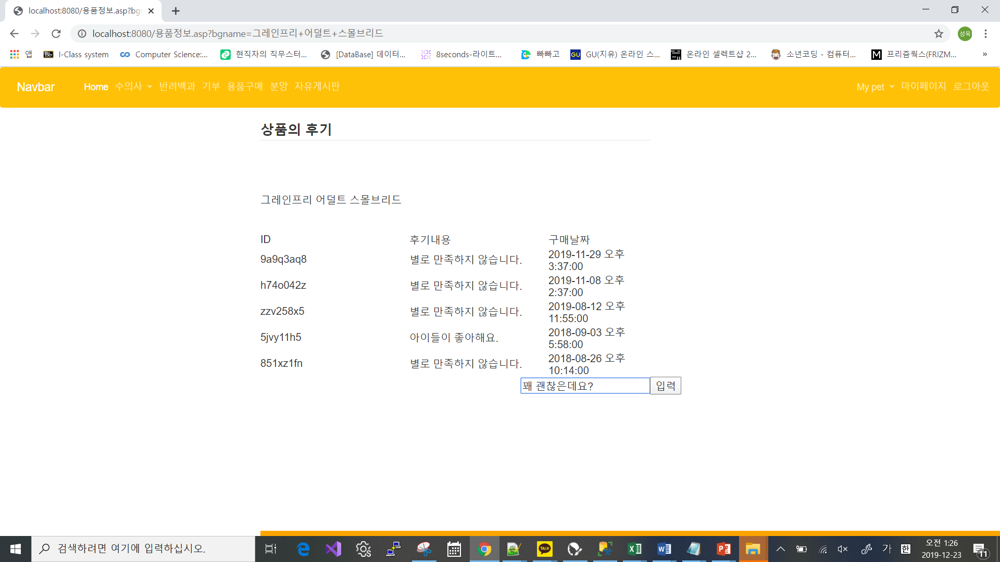 localhost:8080/용품정보.asp?bgn
localhost:8080/용품정보.asp?bgname=그레인프리+어덜트+스몰브리드
성욱
앱 Bb I-Class system Computer Science:... 현직자의 직무스터... [DataBase] 데이터... 8seconds-라이트... 빠빠고 GU GU(지유) 온라인 스... 온라인 셀렉트샵 2... 소년코딩 - 컴퓨터... M 프리즘웍스(FRIZM... »
Navbar Home 수의사 반려백과 기부 용품구매 분양 자유게시판 My pet 마이페이지 로그아웃
상품의 후기
그레인프리 어덜트 스몰브리드
ID 후기내용 구매날짜
9a9q3aq8 별로 만족하지 않습니다. 2019-11-29 오후
3:37:00
h74o042z 별로 만족하지 않습니다. 2019-11-08 오후
2:37:00
zzv258x5 별로 만족하지 않습니다. 2019-08-12 오후
11:55:00
5jvy11h5 아이들이 좋아해요. 2018-09-03 오후
5:58:00
851xz1fn 별로 만족하지 않습니다. 2018-08-26 오후
10:14:00
꽤 괜찮은데요? 입력
검색하려면 여기에 입력하십시오.
TALK
가 한
오전 1:26
2019-12-23
11